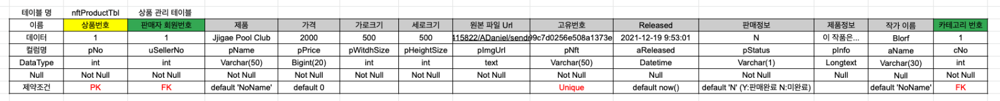 테이블 명 nftProductTbl 상품 관리 테이블
이름 상품번호 판매자 회원번호 제품 가격 가로크기 세로크기 원본 파일 Url 고유번호 Released 판매정보 제품정보 작가 이름 카테고리 번호
데이터 1 1 Jjigae Pool Club 2000 500 500 415822/ADaniel/sendr 99c7d0256e508a1373e 2021-12-19 9:53:01 N 이 작품은... Blorf 1
컬럼명 pNo uSellerNo pName pPrice pWitdhSize pHeightSize pImgUrl pNft aReleased pStatus pInfo aName cNo
DataType int int Varchar(50) Bigint(20) int int text Varchar(50) Datetime Varchar(1) Longtext Varchar(30) int
Null Not Null Not Null Not Null Not Null Not Null Not Null Not Null Not Null Not Null Not Null Null Null Not Null
제약조건 PK FK default 'NoName' default 0 Unique default now() default 'N' (Y:판매완료 N:미완료) default 'NoName' FK